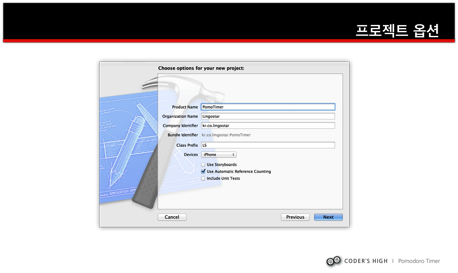 프로젝트 옵션
Choose options for your new project:
Product Name PomoTimer
Organization Name Lingostar
Company Identifier kr.co.lingostar
Bundle Identifier kr.co.lingostar.PomoTimer
Class Prefix LS
Devices iPhone
Use Storyboards
Use Automatic Reference Counting
Include Unit Tests
Cancel Previous Next
CODER'S HIGH | Pomodoro Timer